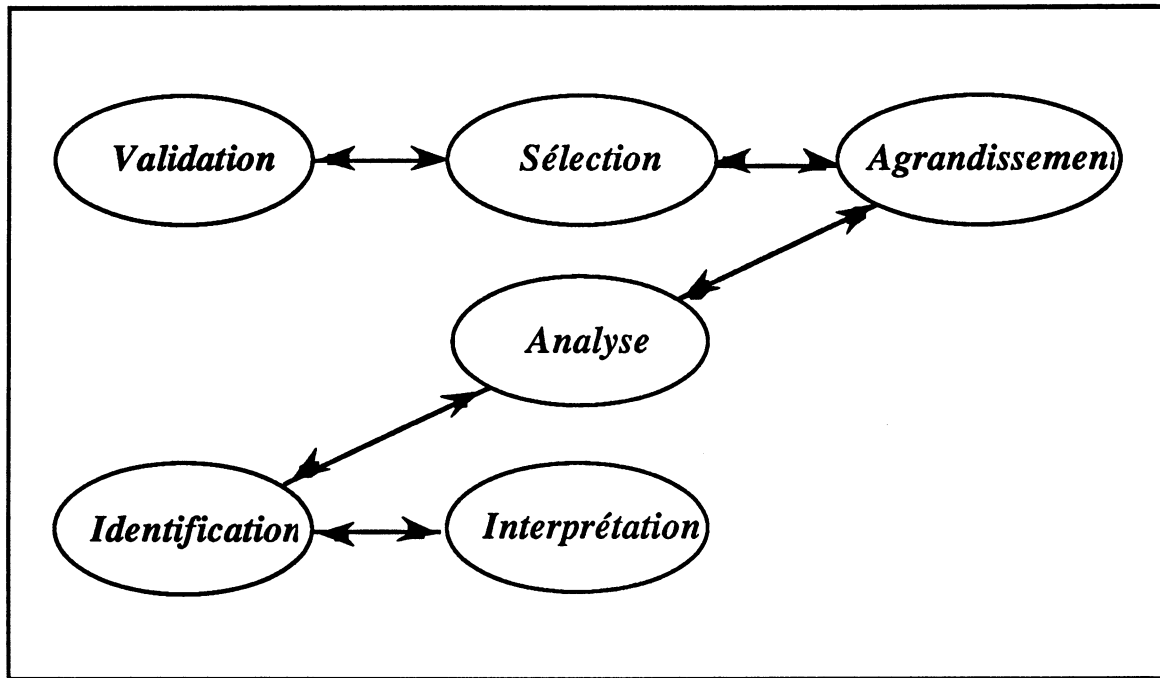 Validation
Sélection
Agrandissement
Analyse
Identification
Interprétation